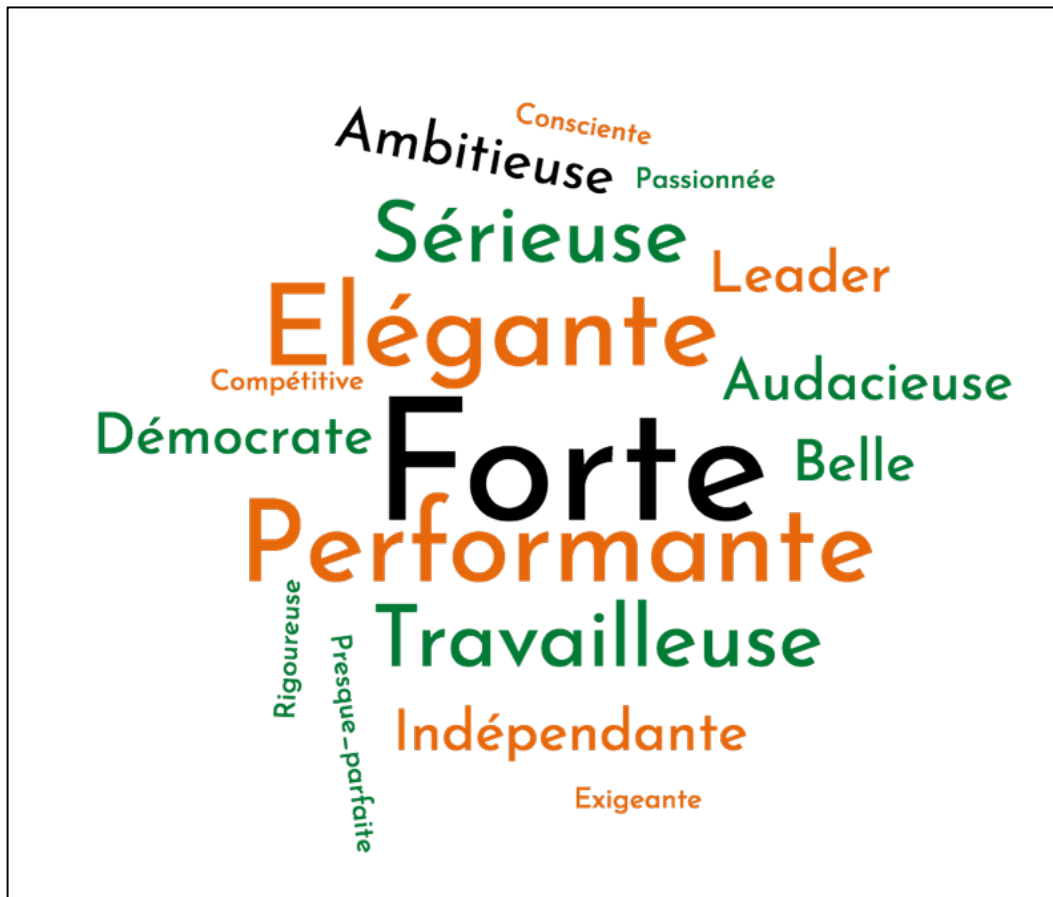 Consciente
Ambitieuse
Passionnée
Sérieuse
Leader
Elégante
Compétitive
Audacieuse
Démocrate
Forte
Belle
Performante
Rigoureuse
Travailleuse
Presque-parfaite
Indépendante
Exigeante